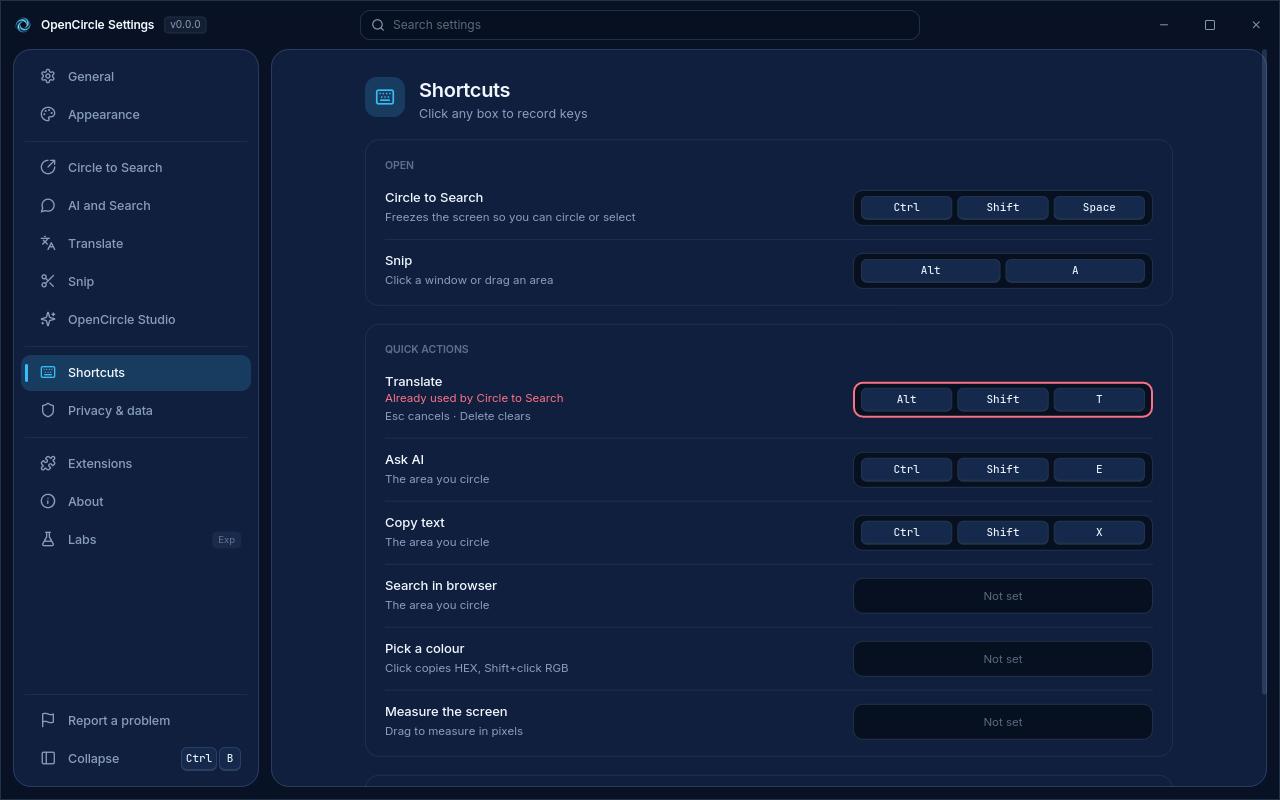 OpenCircle Settings v0.0.0
Search settings
General
Appearance
Circle to Search
AI and Search
Translate
Snip
OpenCircle Studio
Shortcuts
Privacy & data
Extensions
About
Labs Exp
Report a problem
Collapse Ctrl B
Shortcuts
Click any box to record keys
OPEN
Circle to Search
Freezes the screen so you can circle or select
Ctrl Shift Space
Snip
Click a window or drag an area
Alt A
QUICK ACTIONS
Translate
Already used by Circle to Search
Esc cancels · Delete clears
Alt Shift T
Ask AI
The area you circle
Ctrl Shift E
Copy text
The area you circle
Ctrl Shift X
Search in browser
The area you circle
Not set
Pick a colour
Click copies HEX, Shift+click RGB
Not set
Measure the screen
Drag to measure in pixels
Not set